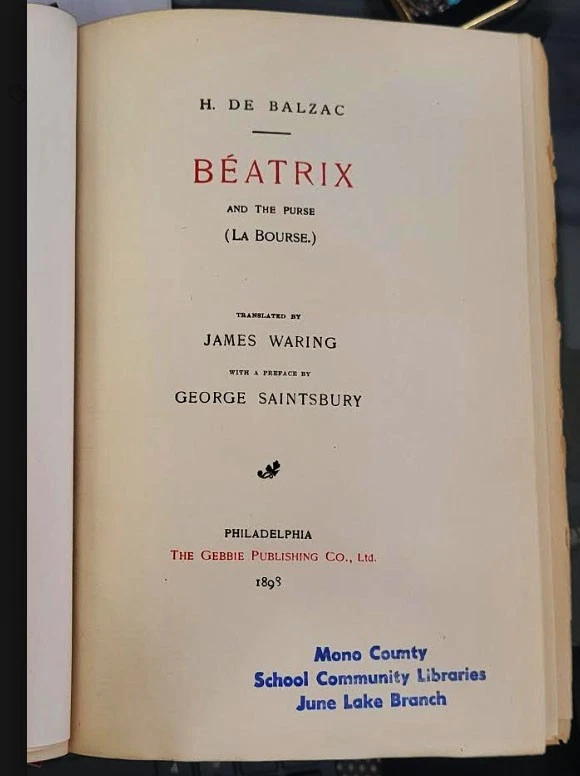 H. DE BALZAC
BÉATRIX
AND THE PURSE
(LA BOURSE.)
TRANSLATED BY
JAMES WARING
WITH A PREFACE BY
GEORGE SAINTSBURY
PHILADELPHIA
THE GEBBIE PUBLISHING CO., Ltd.
1898
Mono County
School Community Libraries
June Lake Branch